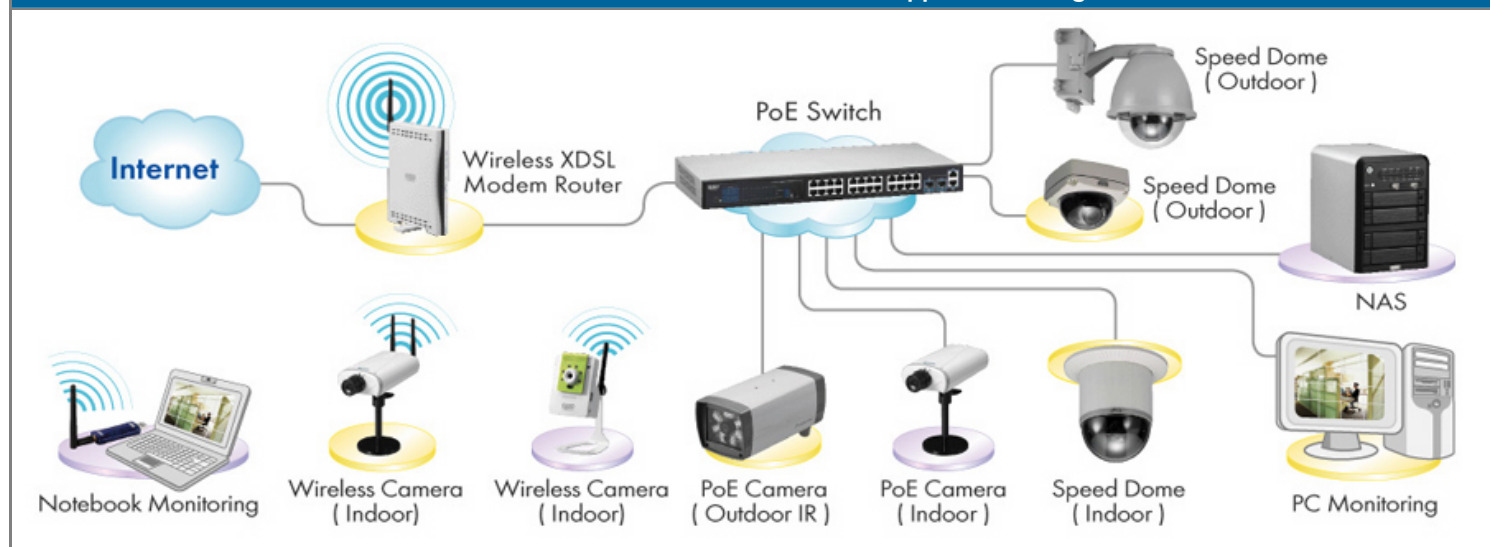 Speed Dome
( Outdoor )
PoE Switch
Internet
Wireless XDSL
Modem Router
Speed Dome
( Outdoor )
NAS
Notebook Monitoring
Wireless Camera
( Indoor)
Wireless Camera
( Indoor)
PoE Camera
( Outdoor IR )
PoE Camera
( Indoor )
Speed Dome
( Indoor )
PC Monitoring